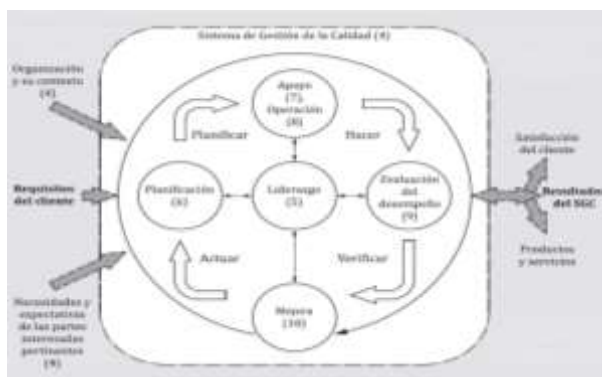 Sistema de Gestión de la Calidad (4)
Organización
y su contexto
(4)
Apoyo
(7),
Operación
(8)
Planificar
Hacer
Satisfacción
del cliente
Requisitos
del cliente
Planificación
(6)
Liderazgo
(5)
Evaluación
del
desempeño
(9)
Resultados
del SGC
Actuar
Verificar
Productos
y servicios
Necesidades y
expectativas
de las partes
interesadas
pertinentes
(4)
Mejora
(10)